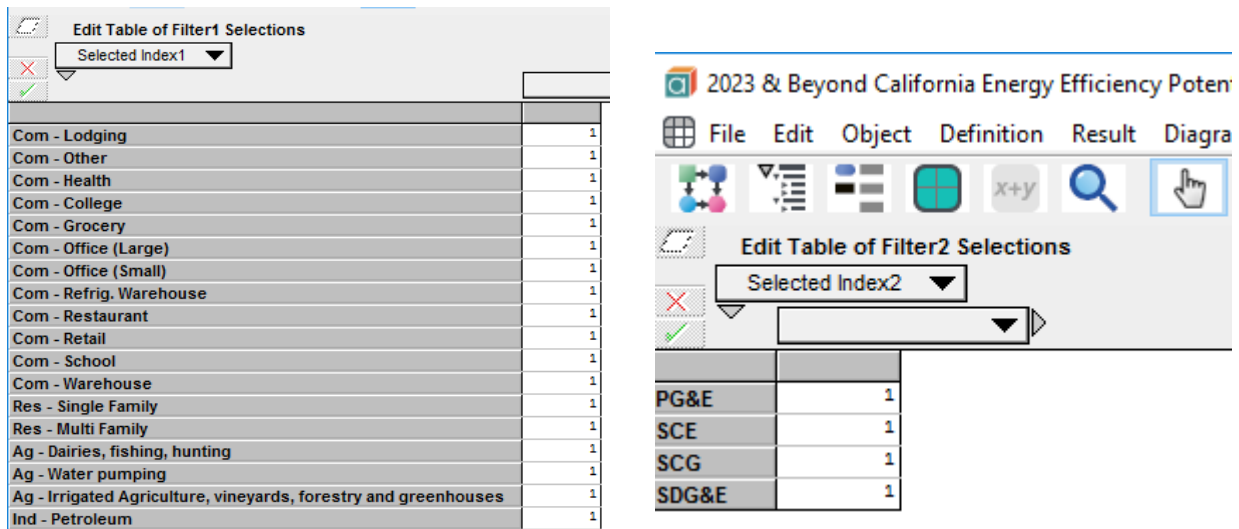 Edit Table of Filter1 Selections
Selected Index1
Com - Lodging 1
Com - Other 1
Com - Health 1
Com - College 1
Com - Grocery 1
Com - Office (Large) 1
Com - Office (Small) 1
Com - Refrig. Warehouse 1
Com - Restaurant 1
Com - Retail 1
Com - School 1
Com - Warehouse 1
Res - Single Family 1
Res - Multi Family 1
Ag - Dairies, fishing, hunting 1
Ag - Water pumping 1
Ag - Irrigated Agriculture, vineyards, forestry and greenhouses 1
Ind - Petroleum 1
2023 & Beyond California Energy Efficiency Poten
File Edit Object Definition Result Diagra
x+y
Edit Table of Filter2 Selections
Selected Index2
PG&E 1
SCE 1
SCG 1
SDG&E 1